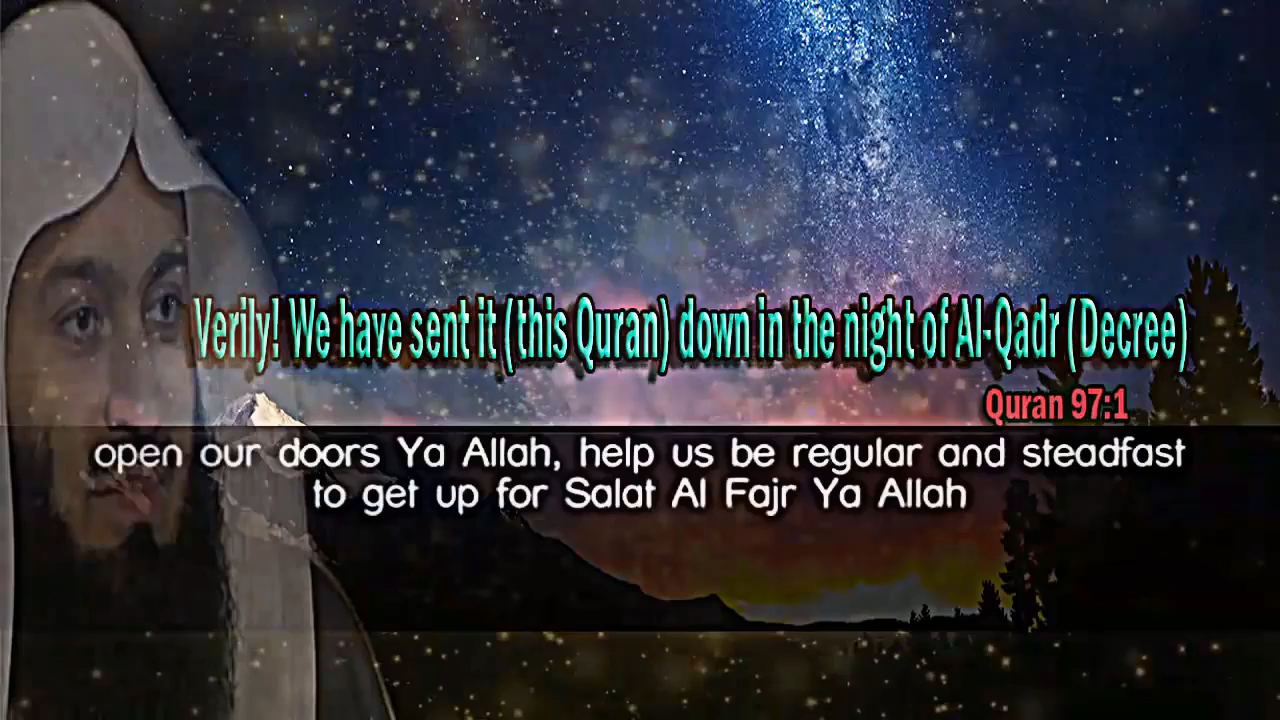 Verily! We have sent it (this Quran) down in the night of Al-Qadr (Decree)
Quran 97:1
open our doors Ya Allah, help us be regular and steadfast
to get up for Salat Al Fajr Ya Allah